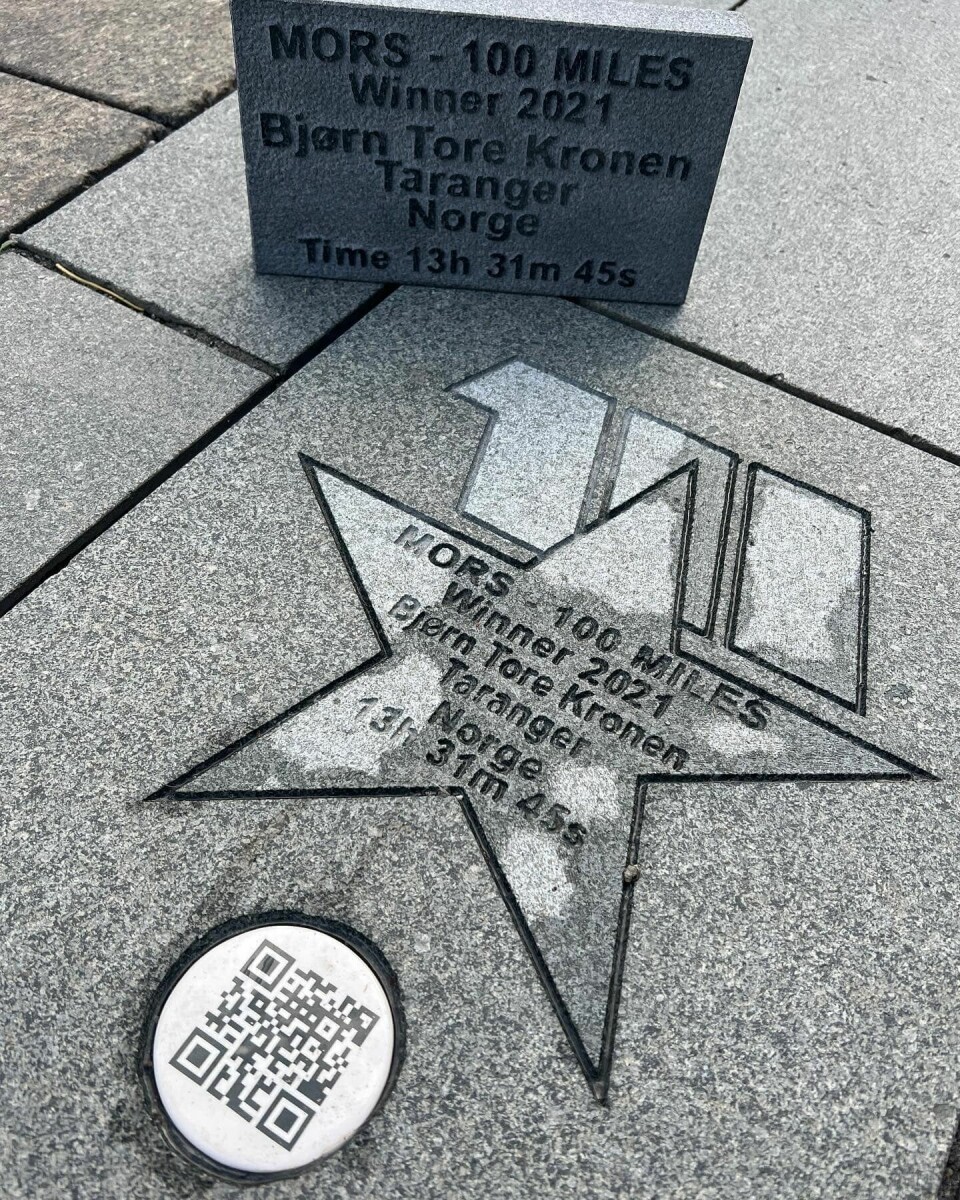 MORS - 100 MILES
Winner 2021
Bjørn Tore Kronen
Taranger
Norge
Time 13h 31m 45s
100
MORS - 100 MILES
Winner 2021
Bjørn Tore Kronen
Taranger
Norge
13h 31m 45s